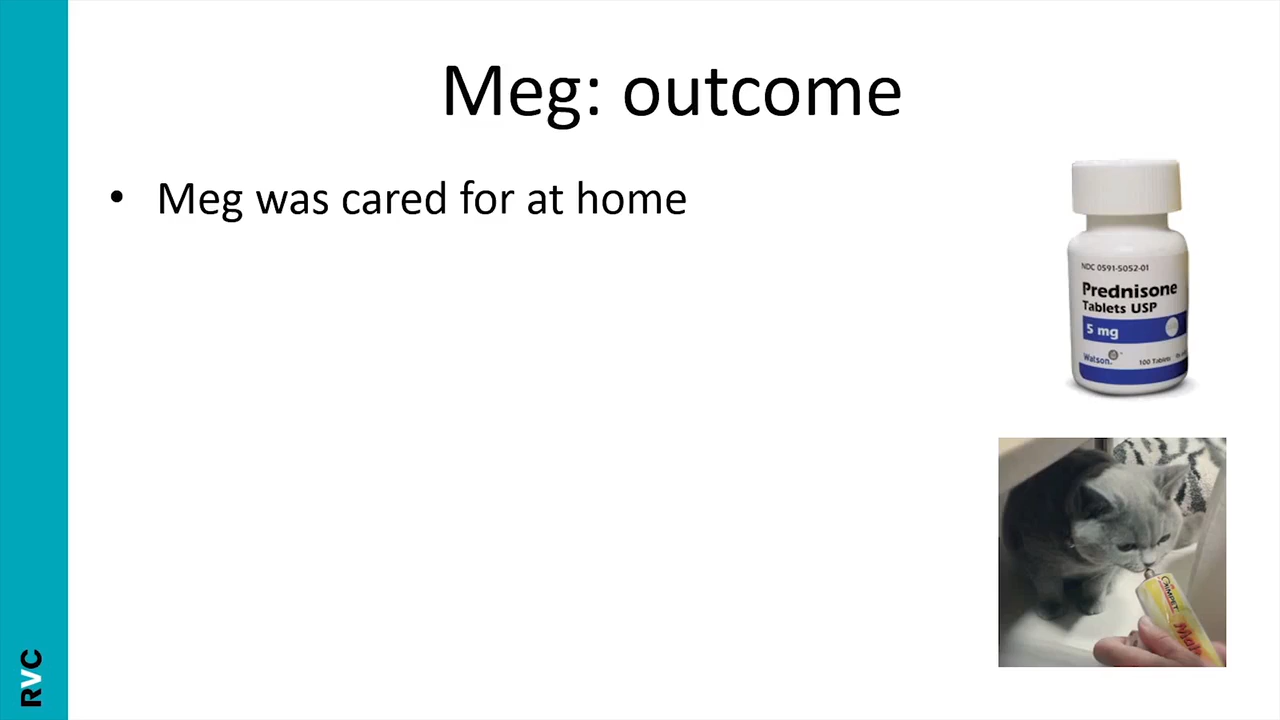 Meg: outcome
• Meg was cared for at home
NDC 0591-5052-01
Prednisone
Tablets USP
5 mg
Watson.
100 Tablets
GIMPET
RVC